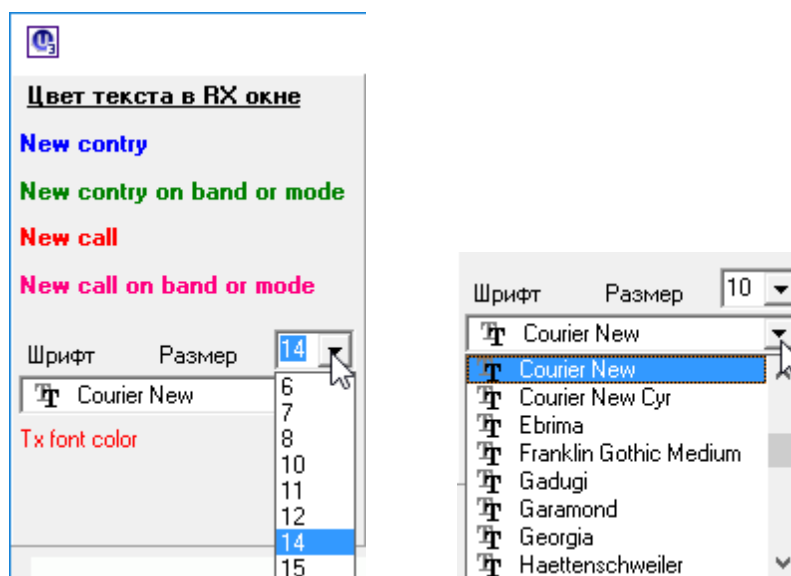 Цвет текста в RX окне
New contry
New contry on band or mode
New call
New call on band or mode
Шрифт Размер 14
Courier New
6
7
8
10
11
12
14
15
Tx font color
Шрифт Размер 10
Courier New
Courier New
Courier New Cyr
Ebrima
Franklin Gothic Medium
Gadugi
Garamond
Georgia
Haettenschweiler